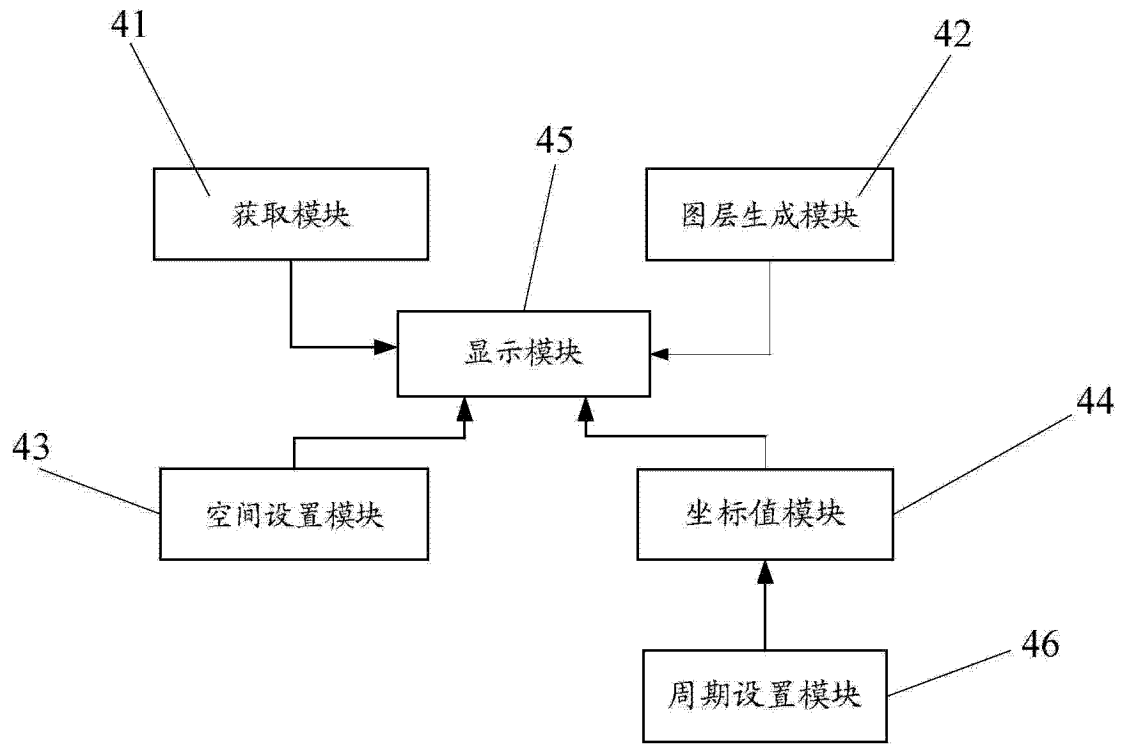 41
42
45
获取模块
图层生成模块
显示模块
43
44
空间设置模块
坐标值模块
46
周期设置模块